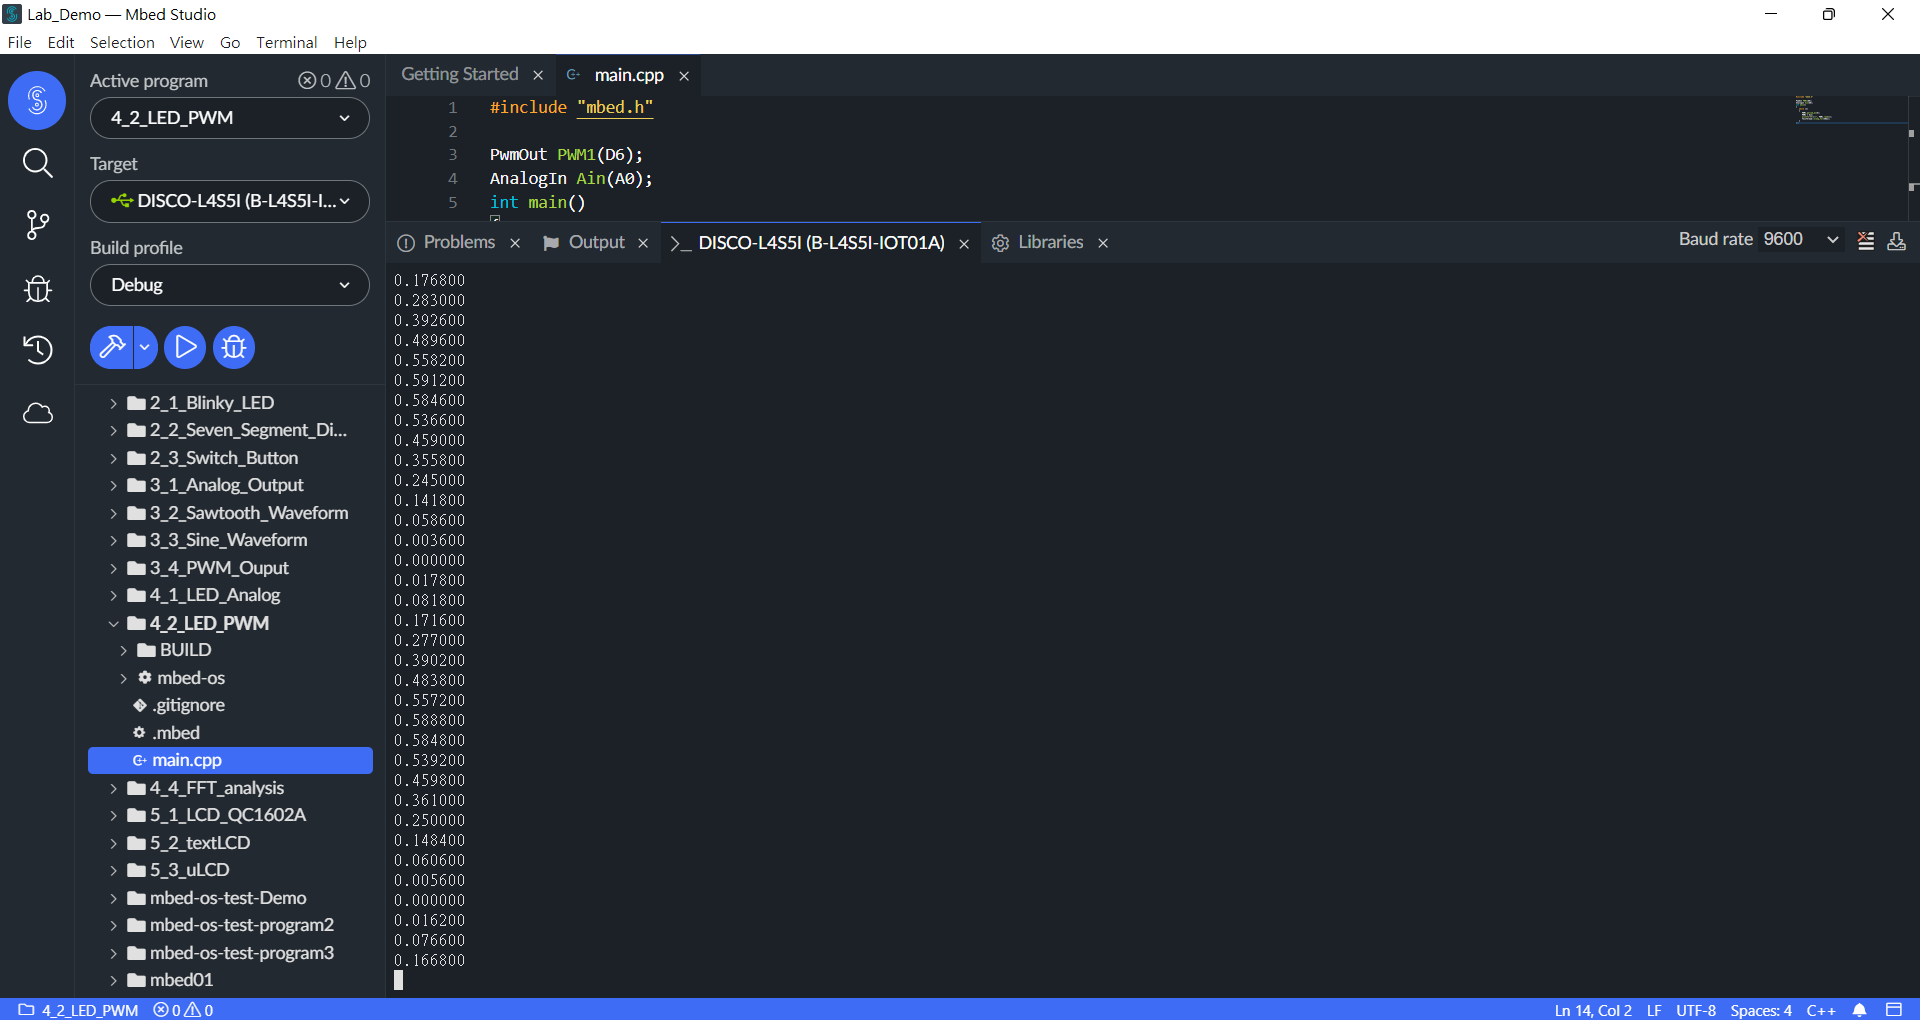 Lab_Demo — Mbed Studio
File Edit Selection View Go Terminal Help
Active program 0 0
4_2_LED_PWM
Target
DISCO-L4S5I (B-L4S5I-I...
Build profile
Debug
2_1_Blinky_LED
2_2_Seven_Segment_Di...
2_3_Switch_Button
3_1_Analog_Output
3_2_Sawtooth_Waveform
3_3_Sine_Waveform
3_4_PWM_Ouput
4_1_LED_Analog
4_2_LED_PWM
BUILD
mbed-os
.gitignore
.mbed
main.cpp
4_4_FFT_analysis
5_1_LCD_QC1602A
5_2_textLCD
5_3_uLCD
mbed-os-test-Demo
mbed-os-test-program2
mbed-os-test-program3
mbed01
Getting Started main.cpp
1 #include "mbed.h"
2
3 PwmOut PWM1(D6);
4 AnalogIn Ain(A0);
5 int main()
Problems Output >_ DISCO-L4S5I (B-L4S5I-IOT01A) Libraries Baud rate 9600
0.176800
0.283000
0.392600
0.489600
0.558200
0.591200
0.584600
0.536600
0.459000
0.355800
0.245000
0.141800
0.058600
0.003600
0.000000
0.017800
0.081800
0.171600
0.277000
0.390200
0.483800
0.557200
0.588800
0.584800
0.539200
0.459800
0.361000
0.250000
0.148400
0.060600
0.005600
0.000000
0.016200
0.076600
0.166800
4_2_LED_PWM 0 0 Ln 14, Col 2 LF UTF-8 Spaces: 4 C++